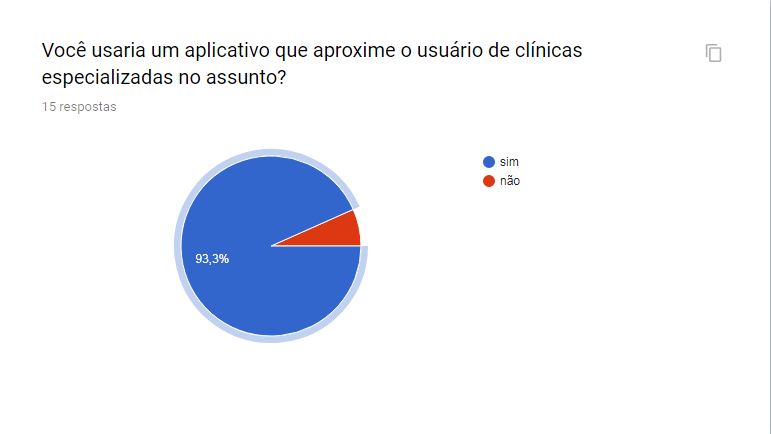 Você usaria um aplicativo que aproxime o usuário de clínicas
especializadas no assunto?
15 respostas
sim
não
93,3%